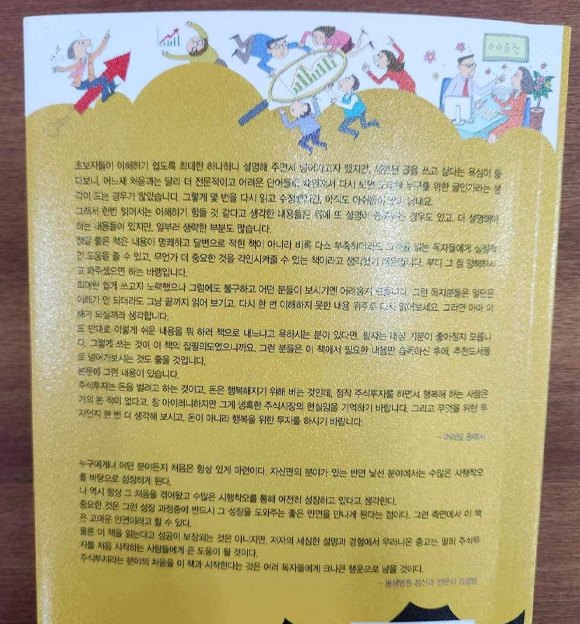 초보자들이 이해하기 쉽도록 최대한 하나하나 설명해 주면서 넘어가고자 했지만, 제대로 글을 쓰고 싶다는 욕심이 들
다보니, 어느새 처음과는 달리 더 전문적이고 어려운 단어들로 다시 보면 누구를 위한 글인가라는 생
각이 드는 경우가 많았습니다. 그렇게 몇 번을 다시 읽고 수정했지만, 아직도 아쉬움이 남네요.
그래서 한번 읽어서는 이해하기 힘들 것 같다고 생각한 내용들은 뒤에 또 설명이 경우도 있고, 더 설명해야
하는 내용들이 있지만, 일부러 생략한 부분도 많습니다.
정말 좋은 책은 내용이 명쾌하고 달변으로 적힌 책이 아니라 비록 다소 부족하더라도 그것을 읽는 독자들에게 실질적
인 도움을 줄 수 있고, 무언가 더 중요한 것을 각인시켜줄 수 있는 책이라고 생각했기 때문입니다. 부디 그 점 양해하시
고 봐주셨으면 하는 바램입니다.
최대한 쉽게 쓰고자 노력했으나 그럼에도 불구하고 어떤 분들이 보시기엔 어려울지 모릅니다. 그런 독자분들은 일단은
이해가 안 되더라도 그냥 끝까지 읽어 보기고, 다시 한 번 이해하지 못한 내용 위주로 다시 읽어보세요. 그러면 아마 이
해가 되실꺼라 생각합니다.
또 반대로 이렇게 쉬운 내용을 뭐 하러 책으로 내느냐고 욕하시는 분이 있다면, 필자는 내심 기분이 좋아질지 모릅니
다. 그렇게 쓰는 것이 이 책의 집필의도였으니까요. 그런 분들은 이 책에서 필요한 내용만 습득하신 후에, 추천도서들
로 넘어가보시는 것도 좋을 것입니다.
본문에 그런 내용이 있습니다.
주식투자는 돈을 벌려고 하는 것이고, 돈은 행복해지기 위해 버는 것인데, 정작 주식투자를 하면서 행복해 하는 사람은
거의 본 적이 없다고. 참 아이러니하지만 그게 냉혹한 주식시장의 현실임을 기억하기 바랍니다. 그리고 무엇을 위한 투
자인지 한 번 더 생각해 보시고, 돈이 아니라 행복을 위한 투자를 하시기 바랍니다.
누구에게나 어떤 분야든지 처음은 항상 있게 마련이다. 자신만의 분야가 있는 반면 낯선 분야에서는 수많은 시행착오
를 바탕으로 성장하게 된다.
나 역시 항상 그 처음을 겪어왔고 수많은 시행착오를 통해 여전히 성장하고 있다고 생각한다.
중요한 것은 그런 성장 과정중에 반드시 그 성장을 도와주는 좋은 인연을 만나게 된다는 점이다. 그런 측면에서 이 책
은 고마운 인연이라고 할 수 있다.
물론 이 책을 읽는다고 성공이 보장되는 것은 아니지만, 저자의 세심한 설명과 경험에서 우러나온 충고는 필히 주식투
자를 처음 시작하는 사람들에게 큰 도움이 될 것이다.
주식투자라는 분야의 처음을 이 책과 시작한다는 것은 여러 독자들에게 크나큰 행운으로 남을 것이다.
- 동생병원 정신과 전문의